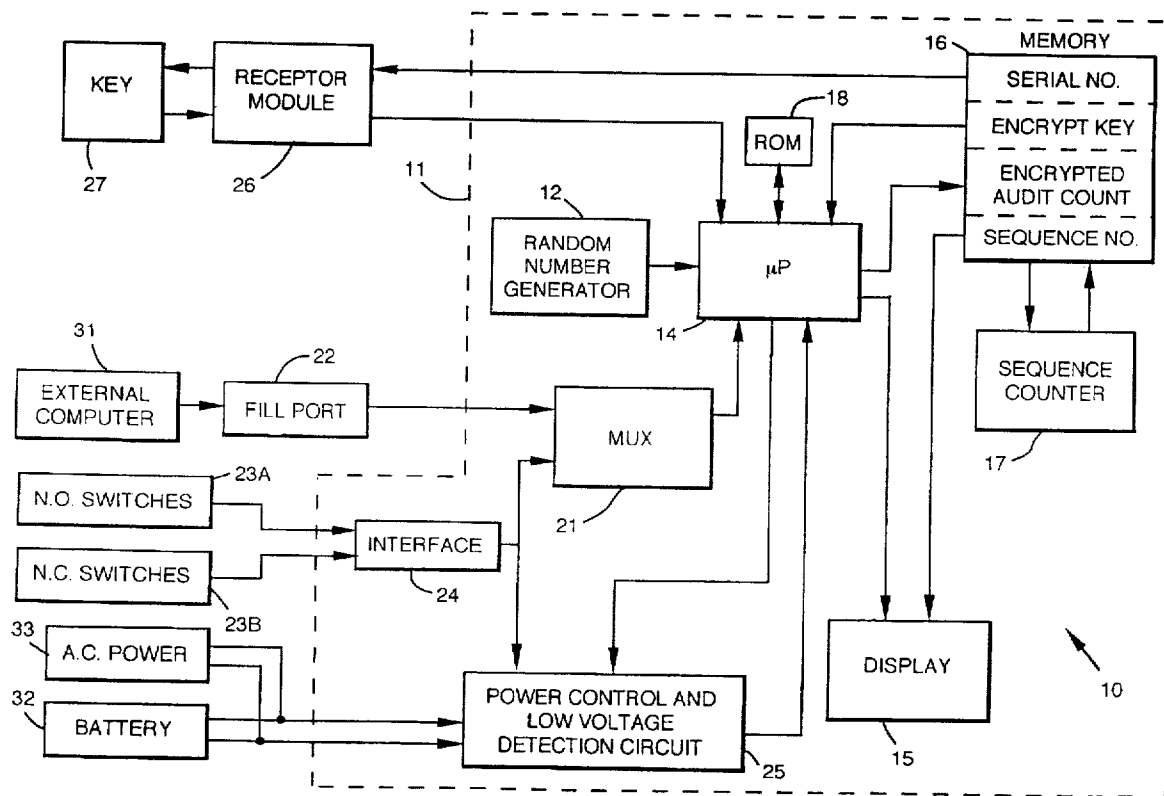 16
MEMORY
SERIAL NO.
ENCRYPT KEY
ENCRYPTED
AUDIT COUNT
SEQUENCE NO.
KEY
27
RECEPTOR
MODULE
26
11
18
ROM
12
RANDOM
NUMBER
GENERATOR
μP
14
SEQUENCE
COUNTER
17
31
EXTERNAL
COMPUTER
22
FILL PORT
MUX
21
23A
N.O. SWITCHES
N.C. SWITCHES
23B
INTERFACE
24
33
A.C. POWER
32
BATTERY
POWER CONTROL AND
LOW VOLTAGE
DETECTION CIRCUIT
25
DISPLAY
15
10